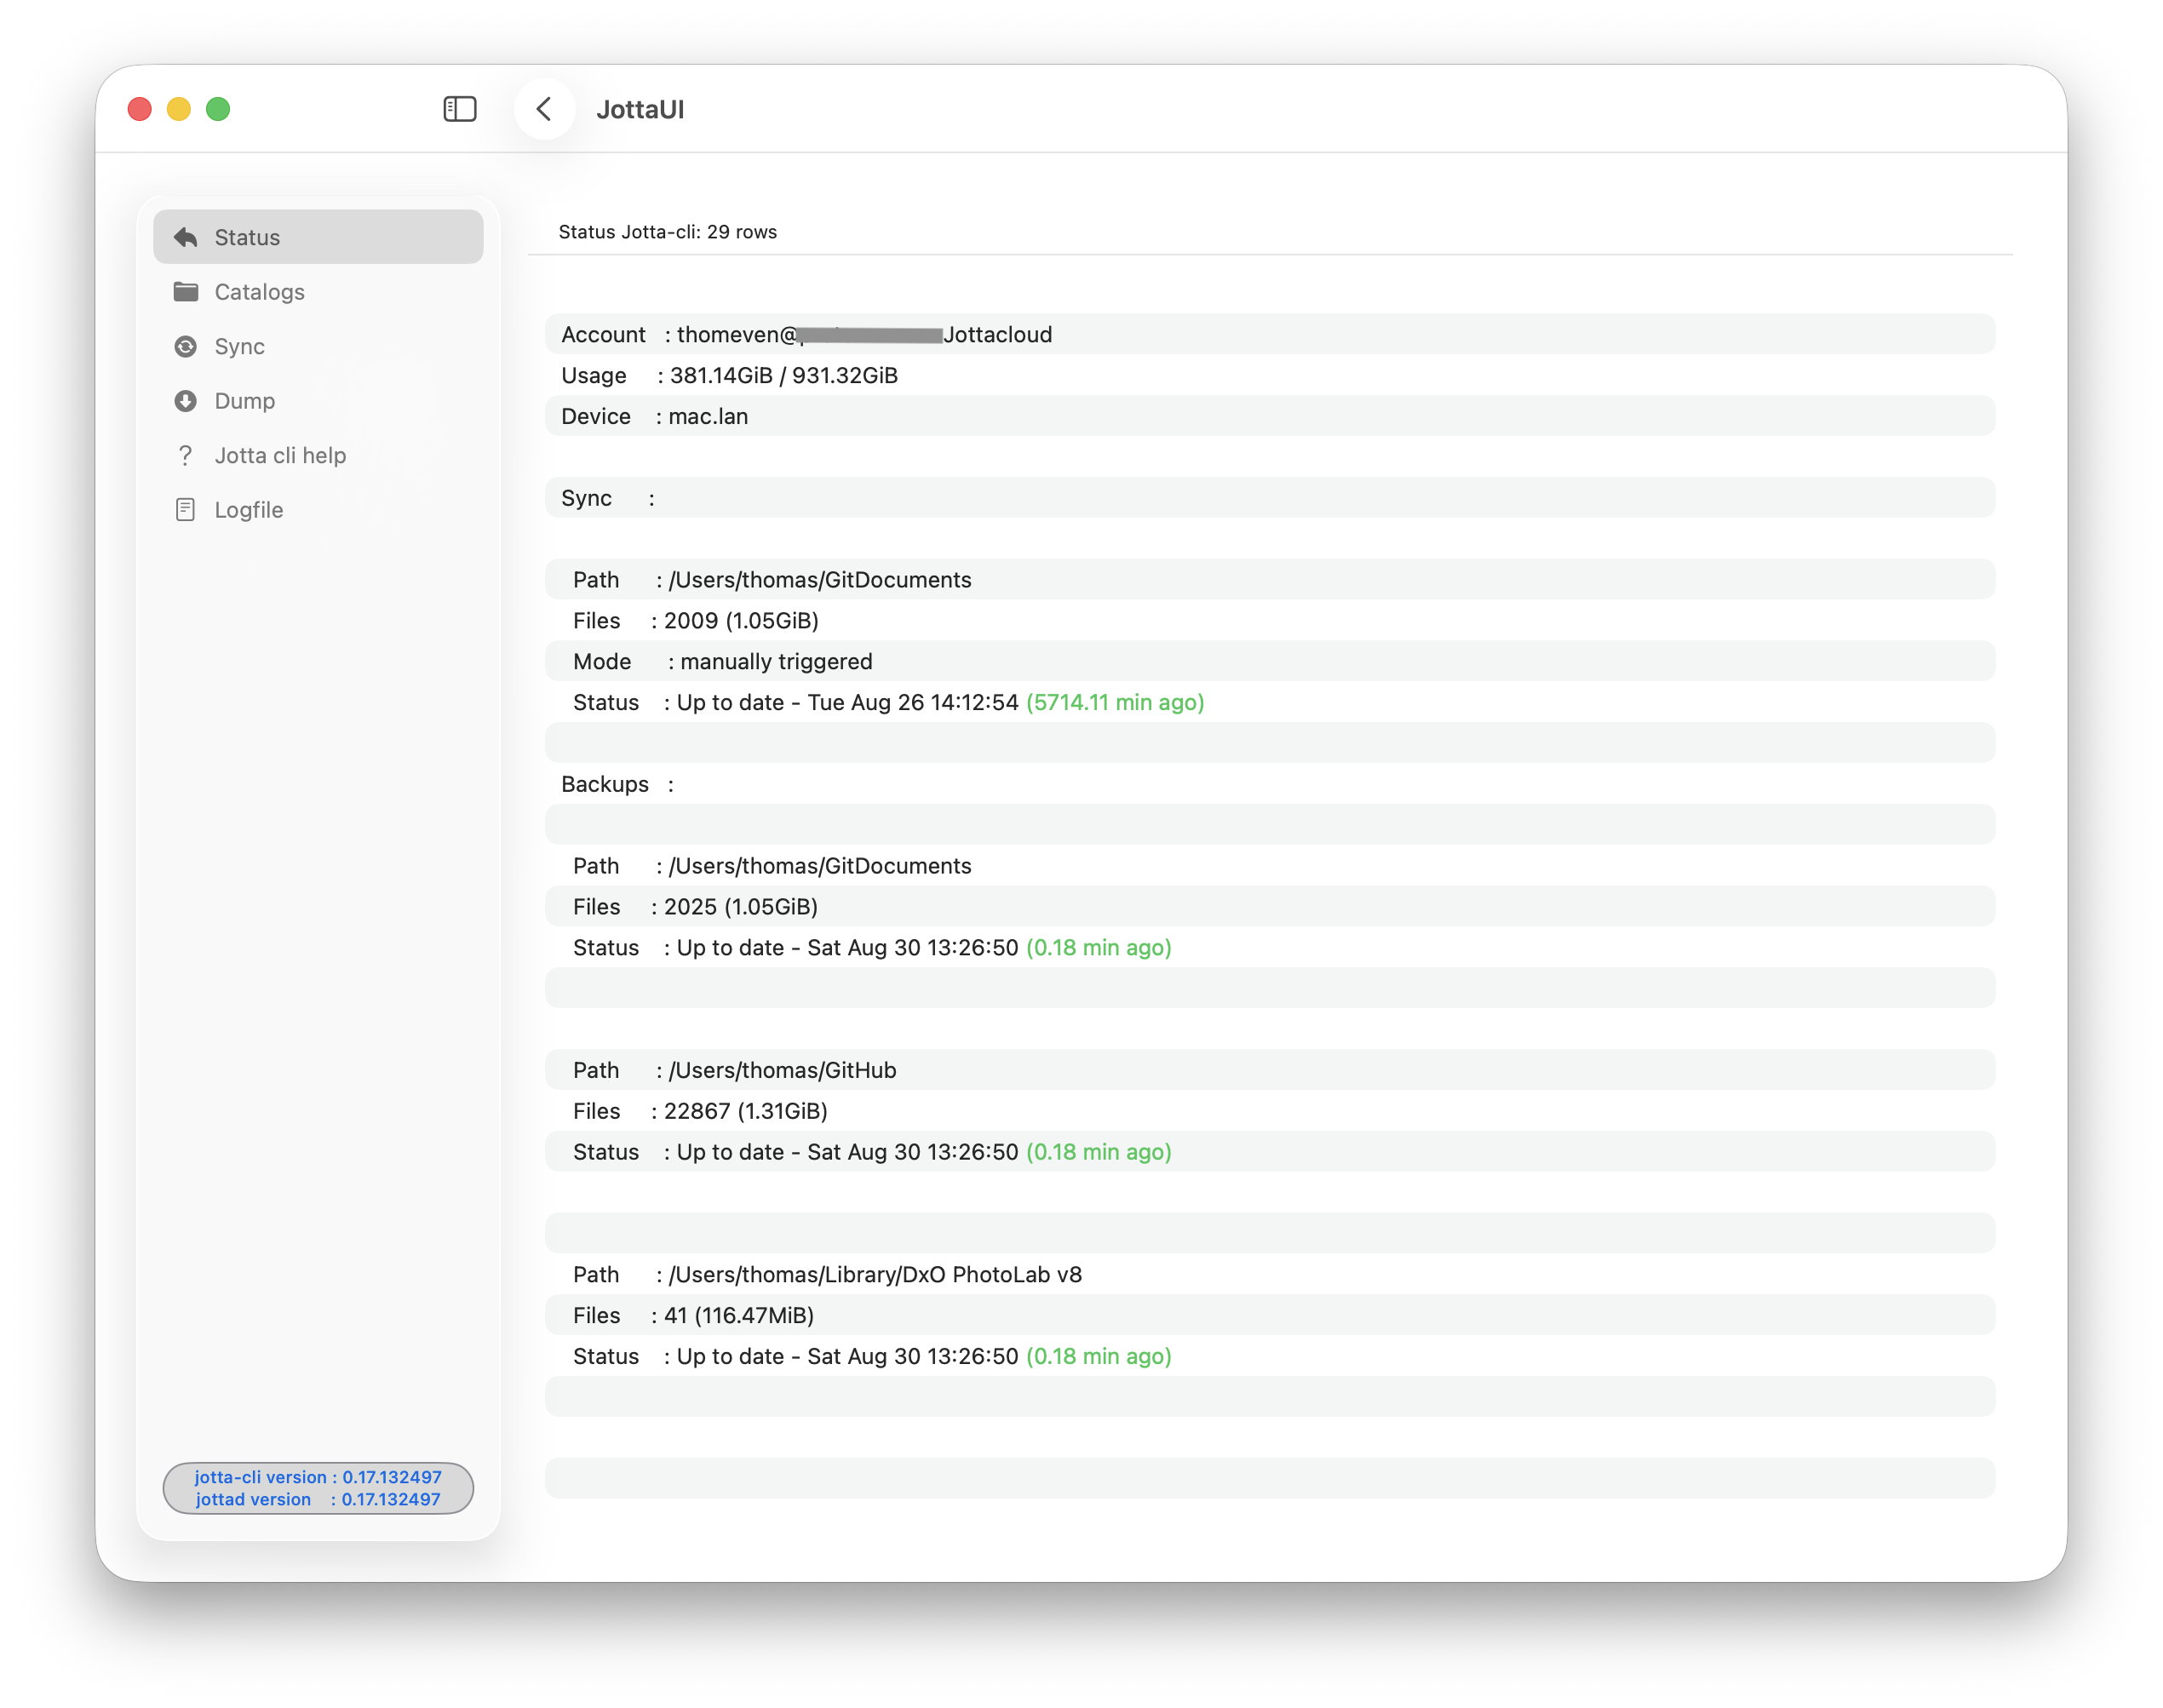 JottaUI
Status
Catalogs
Sync
Dump
? Jotta cli help
Logfile
jotta-cli version : 0.17.132497
jottad version : 0.17.132497
Status Jotta-cli: 29 rows
Account : thomeven@ Jottacloud
Usage : 381.14GiB / 931.32GiB
Device : mac.lan
Sync :
Path : /Users/thomas/GitDocuments
Files : 2009 (1.05GiB)
Mode : manually triggered
Status : Up to date - Tue Aug 26 14:12:54 (5714.11 min ago)
Backups :
Path : /Users/thomas/GitDocuments
Files : 2025 (1.05GiB)
Status : Up to date - Sat Aug 30 13:26:50 (0.18 min ago)
Path : /Users/thomas/GitHub
Files : 22867 (1.31GiB)
Status : Up to date - Sat Aug 30 13:26:50 (0.18 min ago)
Path : /Users/thomas/Library/DxO PhotoLab v8
Files : 41 (116.47MiB)
Status : Up to date - Sat Aug 30 13:26:50 (0.18 min ago)